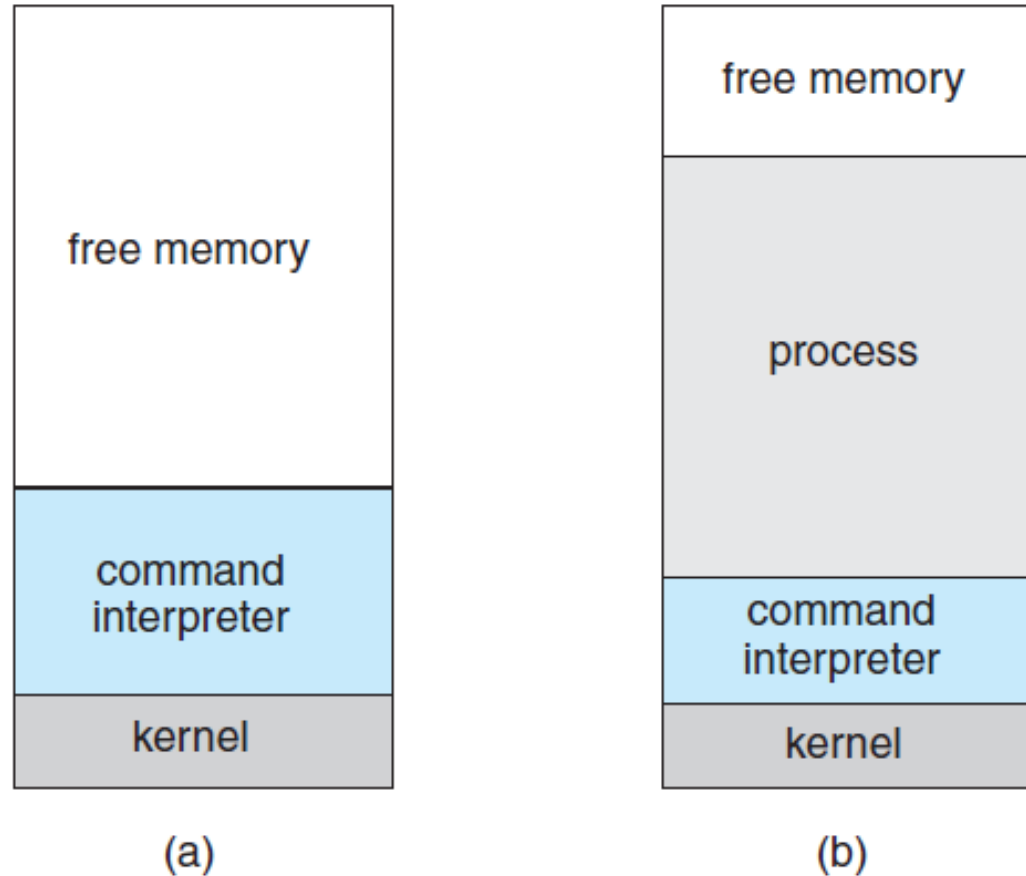 free memory
command
interpreter
kernel
(a)
free memory
process
command
interpreter
kernel
(b)